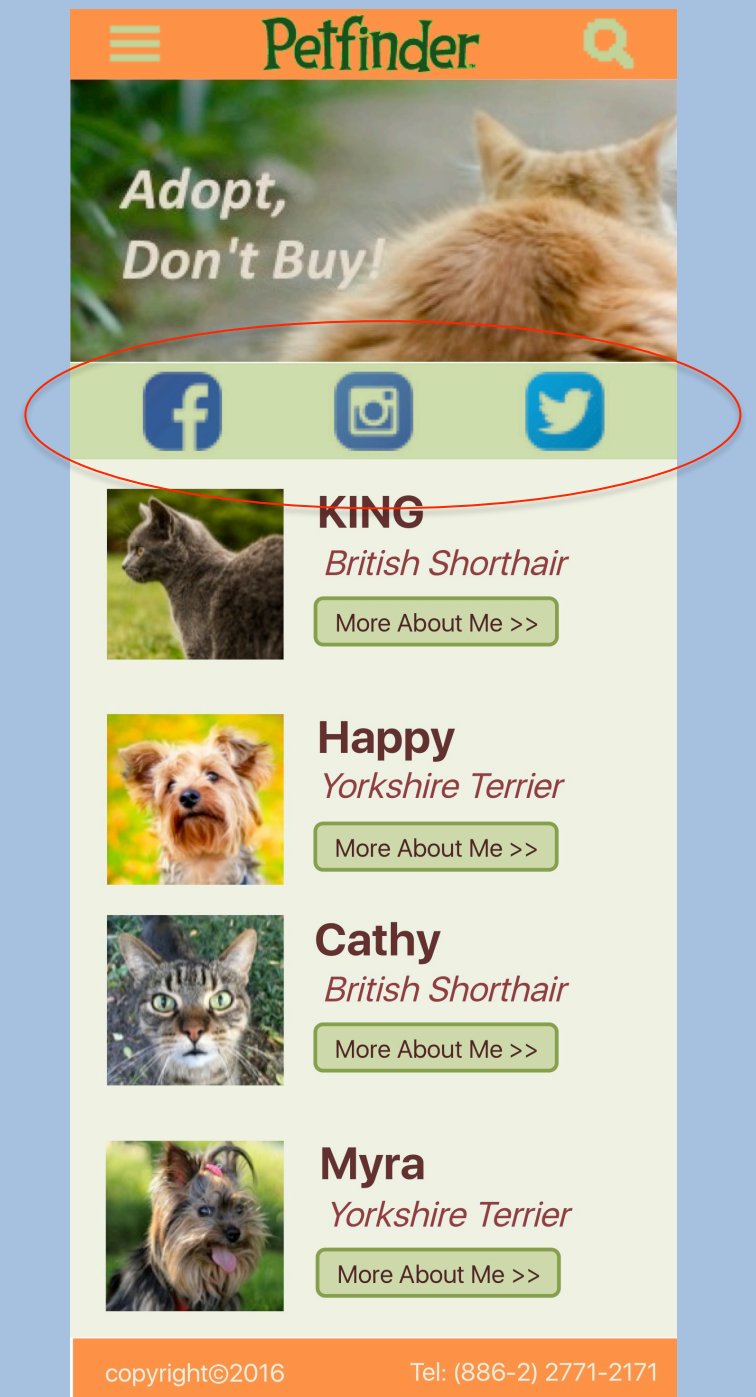 Petfinder
Adopt,
Don't Buy!
KING
British Shorthair
More About Me >>
Happy
Yorkshire Terrier
More About Me >>
Cathy
British Shorthair
More About Me >>
Myra
Yorkshire Terrier
More About Me >>
copyright©2016 Tel: (886-2) 2771-2171